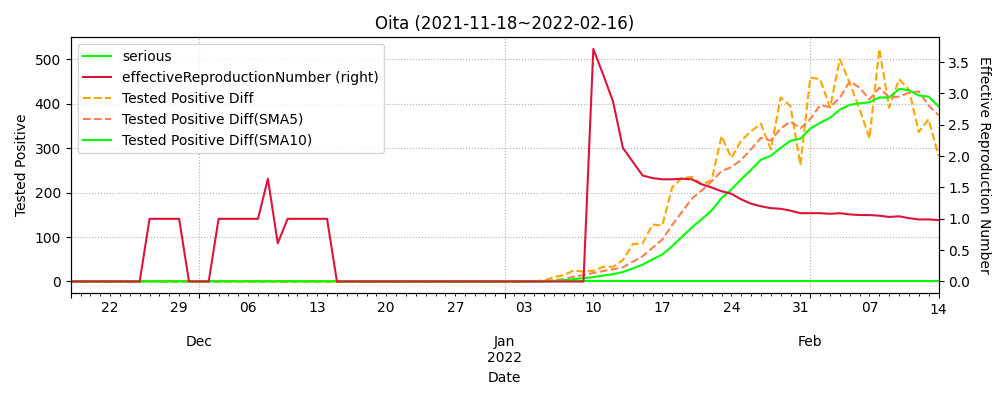 Oita (2021-11-18~2022-02-16)
serious
effectiveReproductionNumber (right)
Tested Positive Diff
Tested Positive Diff(SMA5)
Tested Positive Diff(SMA10)
Tested Positive
500
400
300
200
100
0
Effective Reproduction Number
3.5
3.0
2.5
2.0
1.5
1.0
0.5
0.0
22 29 06 13 20 27 03 10 17 24 31 07 14
Dec Jan Feb
2022
Date